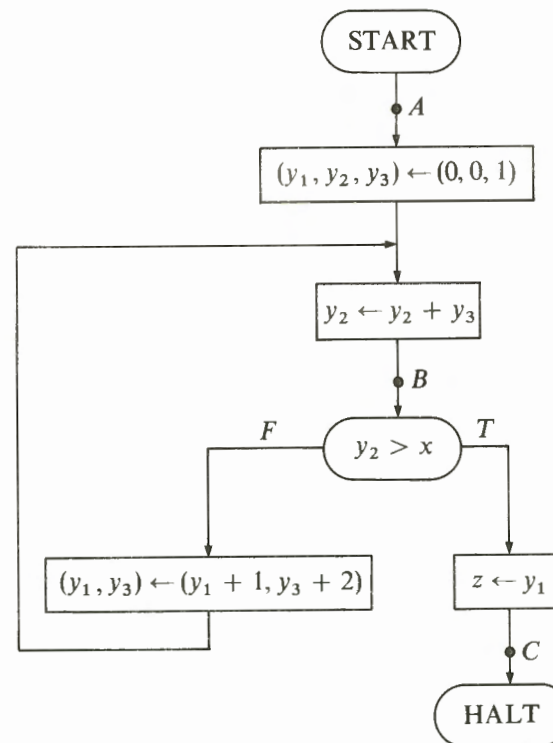 START
A
(y₁, y₂, y₃) ← (0, 0, 1)
y₂ ← y₂ + y₃
B
F
y₂ > x
T
(y₁, y₃) ← (y₁ + 1, y₃ + 2)
z ← y₁
C
HALT